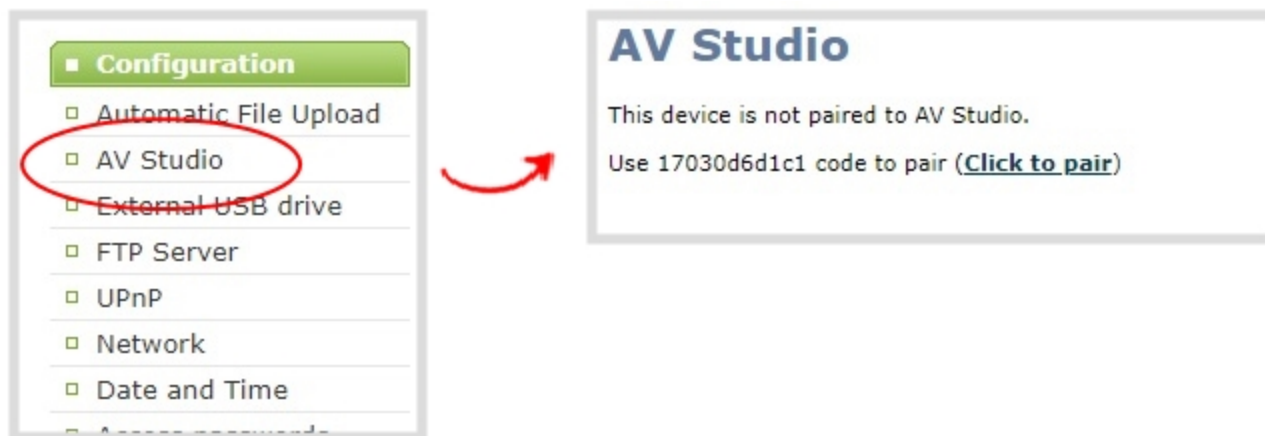 Configuration
Automatic File Upload
AV Studio
External USB drive
FTP Server
UPnP
Network
Date and Time
AV Studio
This device is not paired to AV Studio.
Use 17030d6d1c1 code to pair (Click to pair)